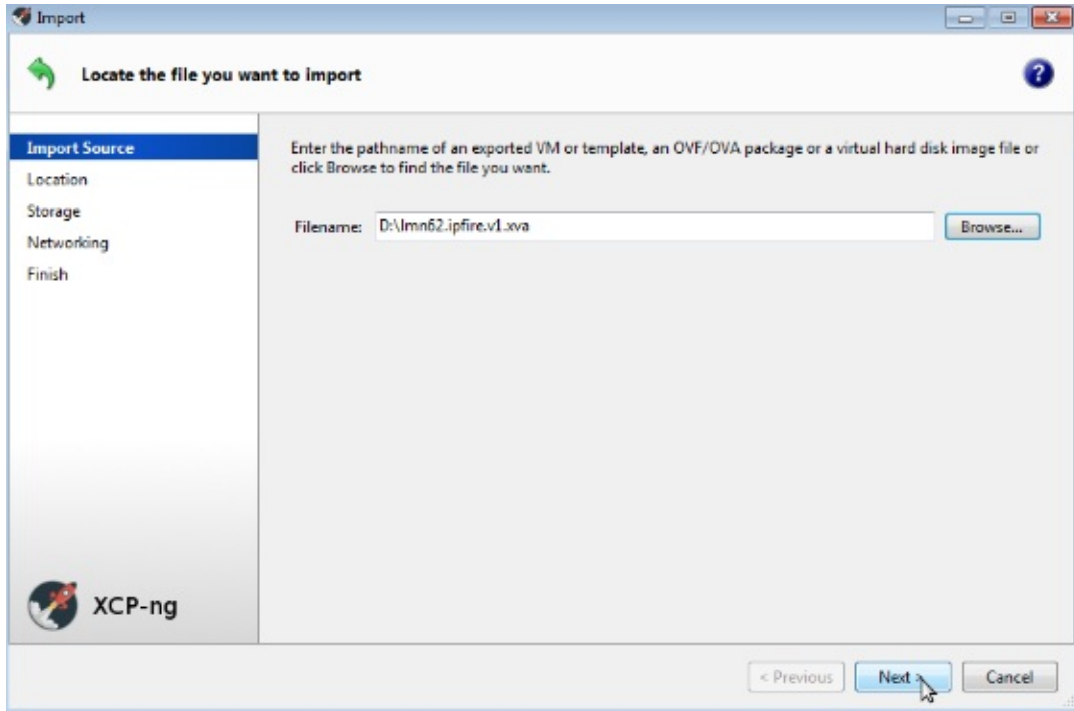 Import
Locate the file you want to import
?
Import Source
Location
Storage
Networking
Finish
Enter the pathname of an exported VM or template, an OVF/OVA package or a virtual hard disk image file or
click Browse to find the file you want.
Filename: D:\lmn62.ipfire.v1.xva Browse...
XCP-ng
< Previous Next > Cancel